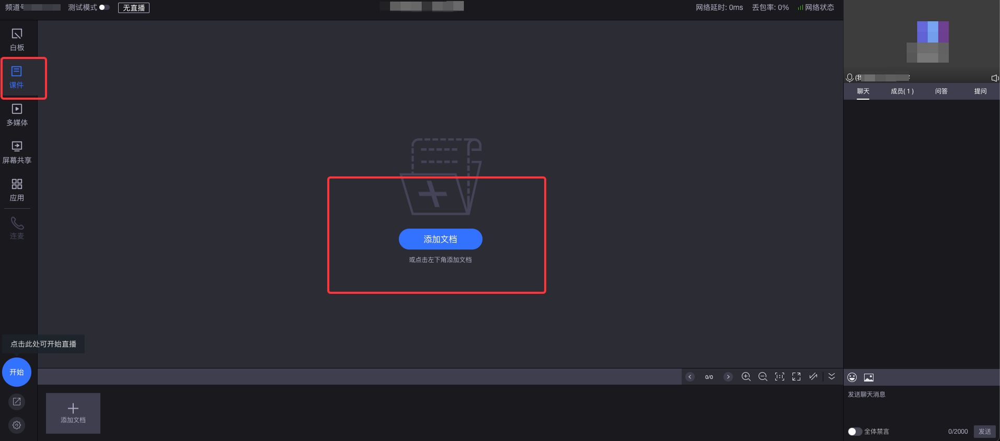 频道号
测试模式
无直播
网络延时: 0ms 丢包率: 0% 网络状态
白板
课件
多媒体
屏幕共享
应用
连麦
添加文档
或点击左下角添加文档
点击此处可开始直播
开始
0/0
添加文档
(我
聊天 成员( 1 ) 问答 提问
发送聊天消息
全体禁言 0/2000 发送